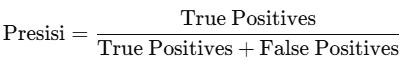 Presisi = True Positives / True Positives + False Positives